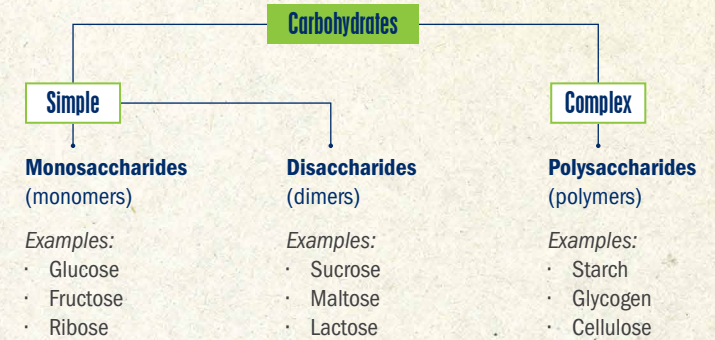 Carbohydrates
Simple
Complex
Monosaccharides
(monomers)
Examples:
· Glucose
· Fructose
· Ribose
Disaccharides
(dimers)
Examples:
· Sucrose
· Maltose
· Lactose
Polysaccharides
(polymers)
Examples:
· Starch
· Glycogen
· Cellulose